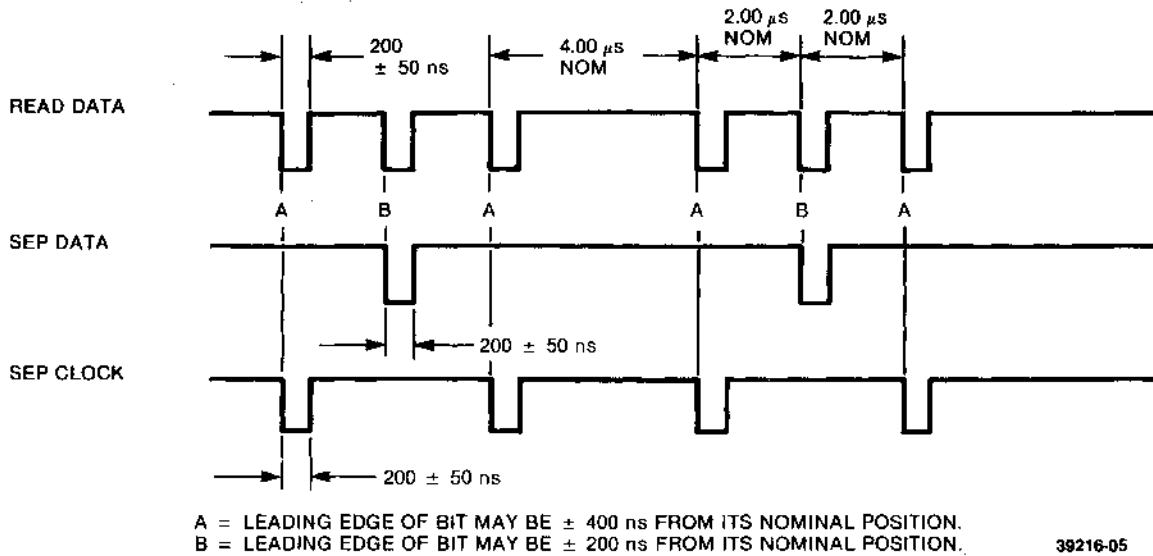 200
± 50 ns
4.00 µs
NOM
2.00 µs
NOM
2.00 µs
NOM
READ DATA
A B A A B A
SEP DATA
200 ± 50 ns
SEP CLOCK
200 ± 50 ns
A = LEADING EDGE OF BIT MAY BE ± 400 ns FROM ITS NOMINAL POSITION.
B = LEADING EDGE OF BIT MAY BE ± 200 ns FROM ITS NOMINAL POSITION.
39216-05